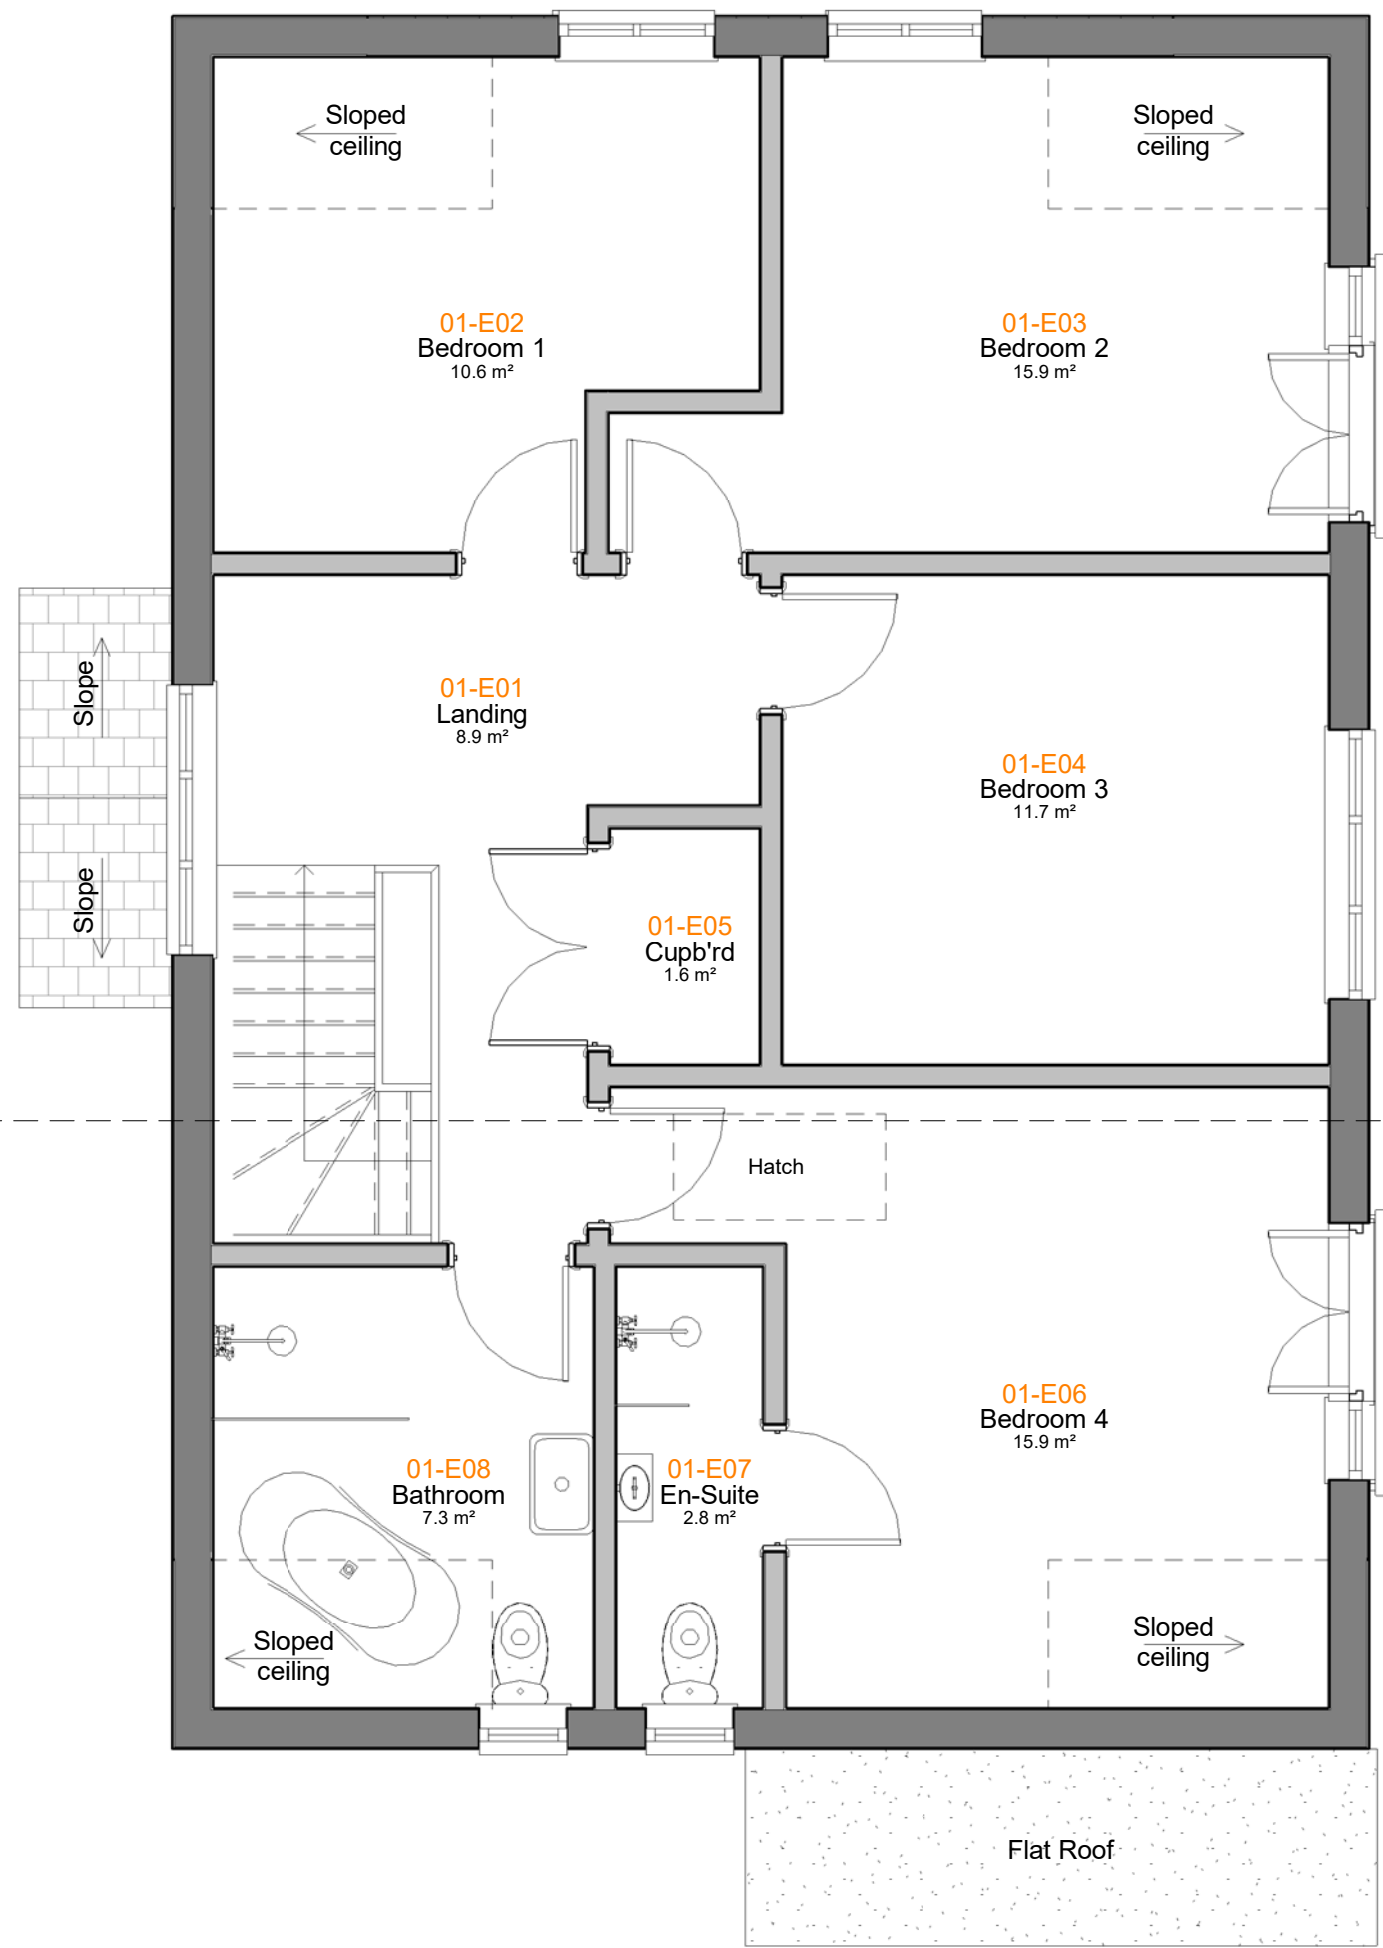 Sloped
ceiling
Sloped
ceiling
01-E02
Bedroom 1
10.6 m²
01-E03
Bedroom 2
15.9 m²
Slope
01-E01
Landing
8.9 m²
01-E04
Bedroom 3
11.7 m²
Slope
01-E05
Cupb'rd
1.6 m²
Hatch
01-E06
Bedroom 4
15.9 m²
01-E08
Bathroom
7.3 m²
01-E07
En-Suite
2.8 m²
Sloped
ceiling
Sloped
ceiling
Flat Roof